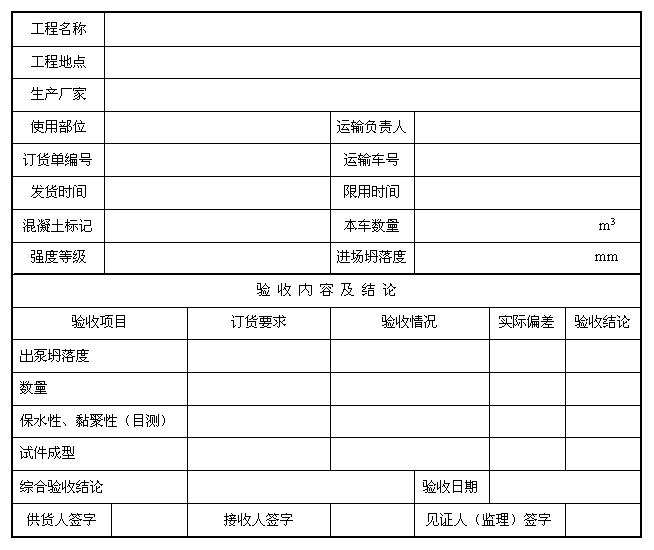 工程名称
工程地点
生产厂家
使用部位 运输负责人
订货单编号 运输车号
发货时间 限用时间
混凝土标记 本车数量 m³
强度等级 进场坍落度 mm
验收内容及结论
验收项目 订货要求 验收情况 实际偏差 验收结论
出泵坍落度
数量
保水性、黏聚性（目测）
试件成型
综合验收结论 验收日期
供货人签字 接收人签字 见证人（监理）签字